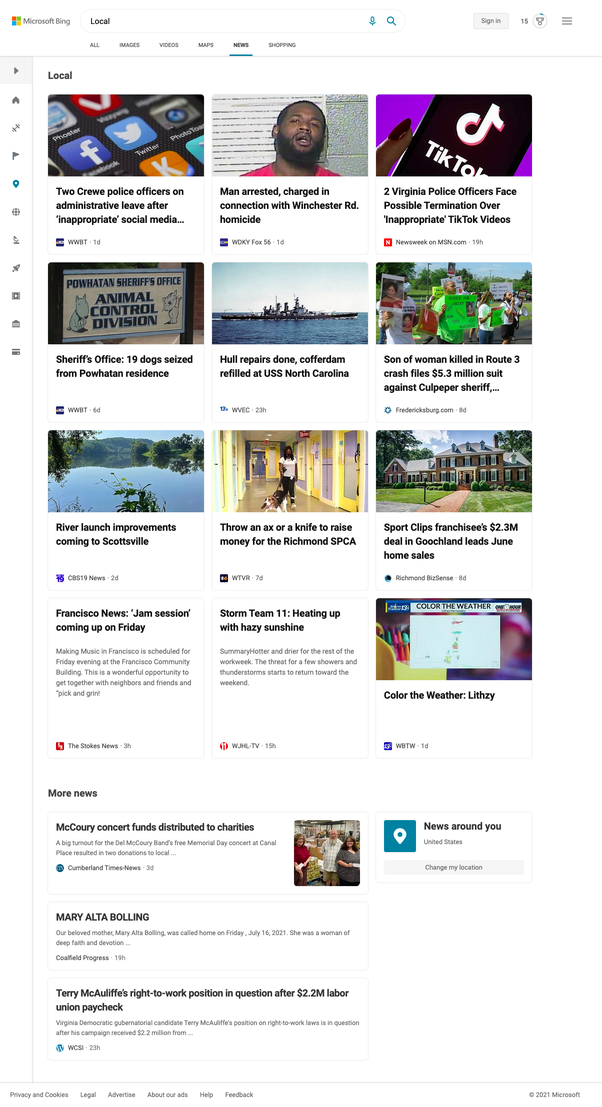 Microsoft Bing
Local
Sign in
15
ALL
IMAGES
VIDEOS
MAPS
NEWS
SHOPPING
Local
Phoster
Vizzywig
Facebook
Twitter
PhotoToa
Two Crewe police officers on
administrative leave after
'inappropriate' social media...
WWBT · 1d
Man arrested, charged in
connection with Winchester Rd.
homicide
WDKY Fox 56 · 1d
TikTok
2 Virginia Police Officers Face
Possible Termination Over
'Inappropriate' TikTok Videos
N
Newsweek on MSN.com · 19h
POWHATAN SHERIFF'S OFFICE
ANIMAL
CONTROL
DIVISION
Sheriff's Office: 19 dogs seized
from Powhatan residence
WWBT · 6d
Hull repairs done, cofferdam
refilled at USS North Carolina
WVEC · 23h
Son of woman killed in Route 3
crash files $5.3 million suit
against Culpeper sheriff,...
Fredericksburg.com · 8d
River launch improvements
coming to Scottsville
CBS19 News · 2d
Throw an ax or a knife to raise
money for the Richmond SPCA
WTVR · 7d
Sport Clips franchisee's $2.3M
deal in Goochland leads June
home sales
Richmond BizSense · 8d
Francisco News: 'Jam session'
coming up on Friday
Making Music in Francisco is scheduled for
Friday evening at the Francisco Community
Building. This is a wonderful opportunity to
get together with neighbors and friends and
"pick and grin!
The Stokes News · 3h
Storm Team 11: Heating up
with hazy sunshine
SummaryHotter and drier for the rest of the
workweek. The threat for a few showers and
thunderstorms starts to return toward the
weekend.
WJHL-TV · 15h
COLOR THE WEATHER
Color the Weather: Lithzy
WBTW · 1d
More news
McCoury concert funds distributed to charities
A big turnout for the Del McCoury Band's free Memorial Day concert at Canal
Place resulted in two donations to local ...
Cumberland Times-News · 3d
News around you
United States
Change my location
MARY ALTA BOLLING
Our beloved mother, Mary Alta Bolling, was called home on Friday , July 16, 2021. She was a woman of
deep faith and devotion ...
Coalfield Progress · 19h
Terry McAuliffe's right-to-work position in question after $2.2M labor
union paycheck
Virginia Democratic gubernatorial candidate Terry McAuliffe's position on right-to-work laws is in question
after his campaign received $2.2 million from ...
WCSI · 23h
Privacy and Cookies
Legal
Advertise
About our ads
Help
Feedback
© 2021 Microsoft